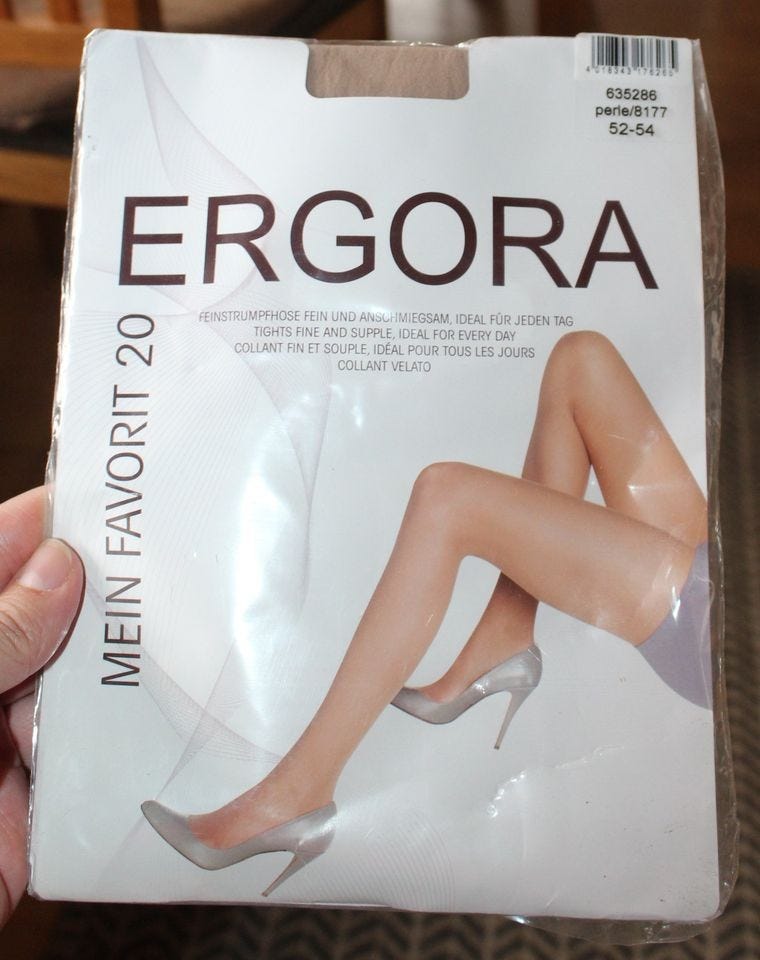 4018343176260
635286
perle/8177
52-54
ERGORA
FEINSTRUMPFHOSE FEIN UND ANSCHMIEGSAM, IDEAL FÜR JEDEN TAG
TIGHTS FINE AND SUPPLE, IDEAL FOR EVERY DAY
COLLANT FIN ET SOUPLE, IDÉAL POUR TOUS LES JOURS
COLLANT VELATO
MEIN FAVORIT 20